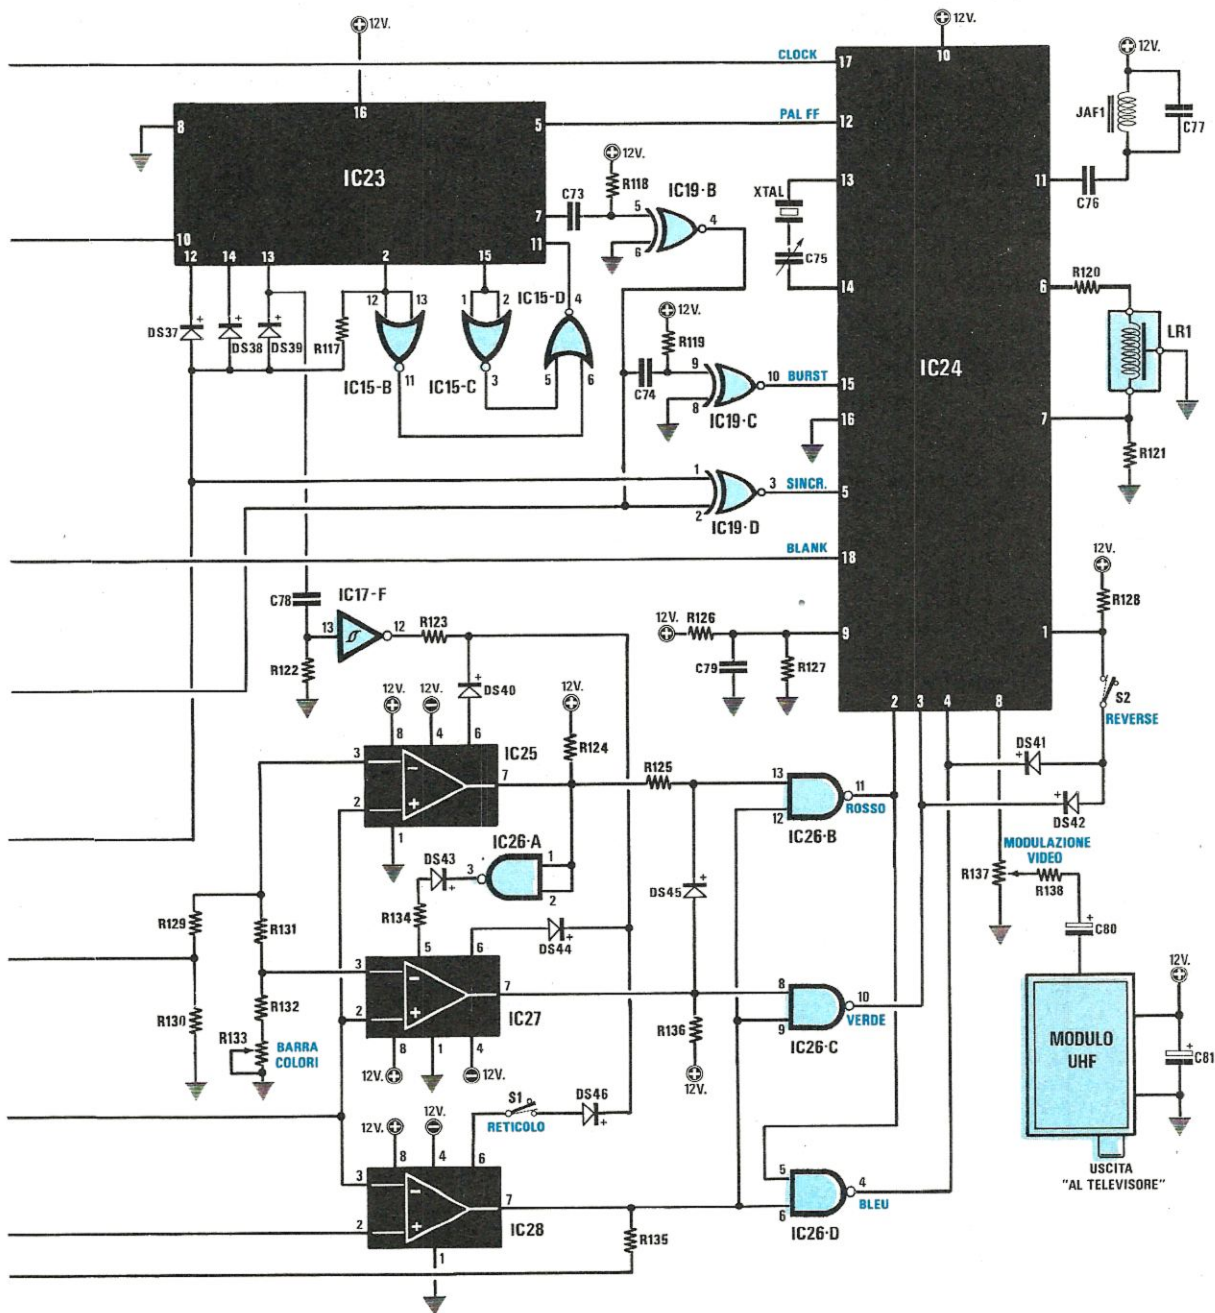 12V.
12V.
12V.
CLOCK
17
10
16
8
5
PAL FF
12
JAF1
C77
IC23
12V.
R118
IC19-B
C73
7
5
6
4
XTAL
13
11
C76
10
11
12
14
13
2
15
C75
14
6
R120
IC15-D
4
12V.
DS37
DS38
DS39
R117
12
13
1
2
R119
LR1
IC24
IC15-B
11
IC15-C
3
5
6
C74
9
8
10
BURST
15
IC19-C
16
7
R121
1
2
3
SINCR.
5
IC19-D
BLANK
18
12V.
C78
IC17-F
13
12
R123
12V.
R126
9
R128
1
R122
C79
R127
DS40
12V.
12V.
12V.
S2
REVERSE
2
3
4
8
8
4
6
IC25
R124
3
7
R125
13
12
11
ROSSO
IC26-B
DS41
DS42
2
1
IC26-A
DS43
3
1
2
MODULAZIONE
VIDEO
R137
R138
DS45
R134
C80
R129
R131
DS44
5
6
3
7
8
9
10
VERDE
IC26-C
12V.
R132
IC27
R130
R133
BARRA
COLORI
2
8
1
4
12V.
12V.
R136
12V.
MODULO
UHF
C81
S1
RETICOLO
DS46
12V.
12V.
8
4
6
3
7
5
6
4
BLEU
IC26-D
USCITA
"AL TELEVISORE"
2
IC28
1
R135